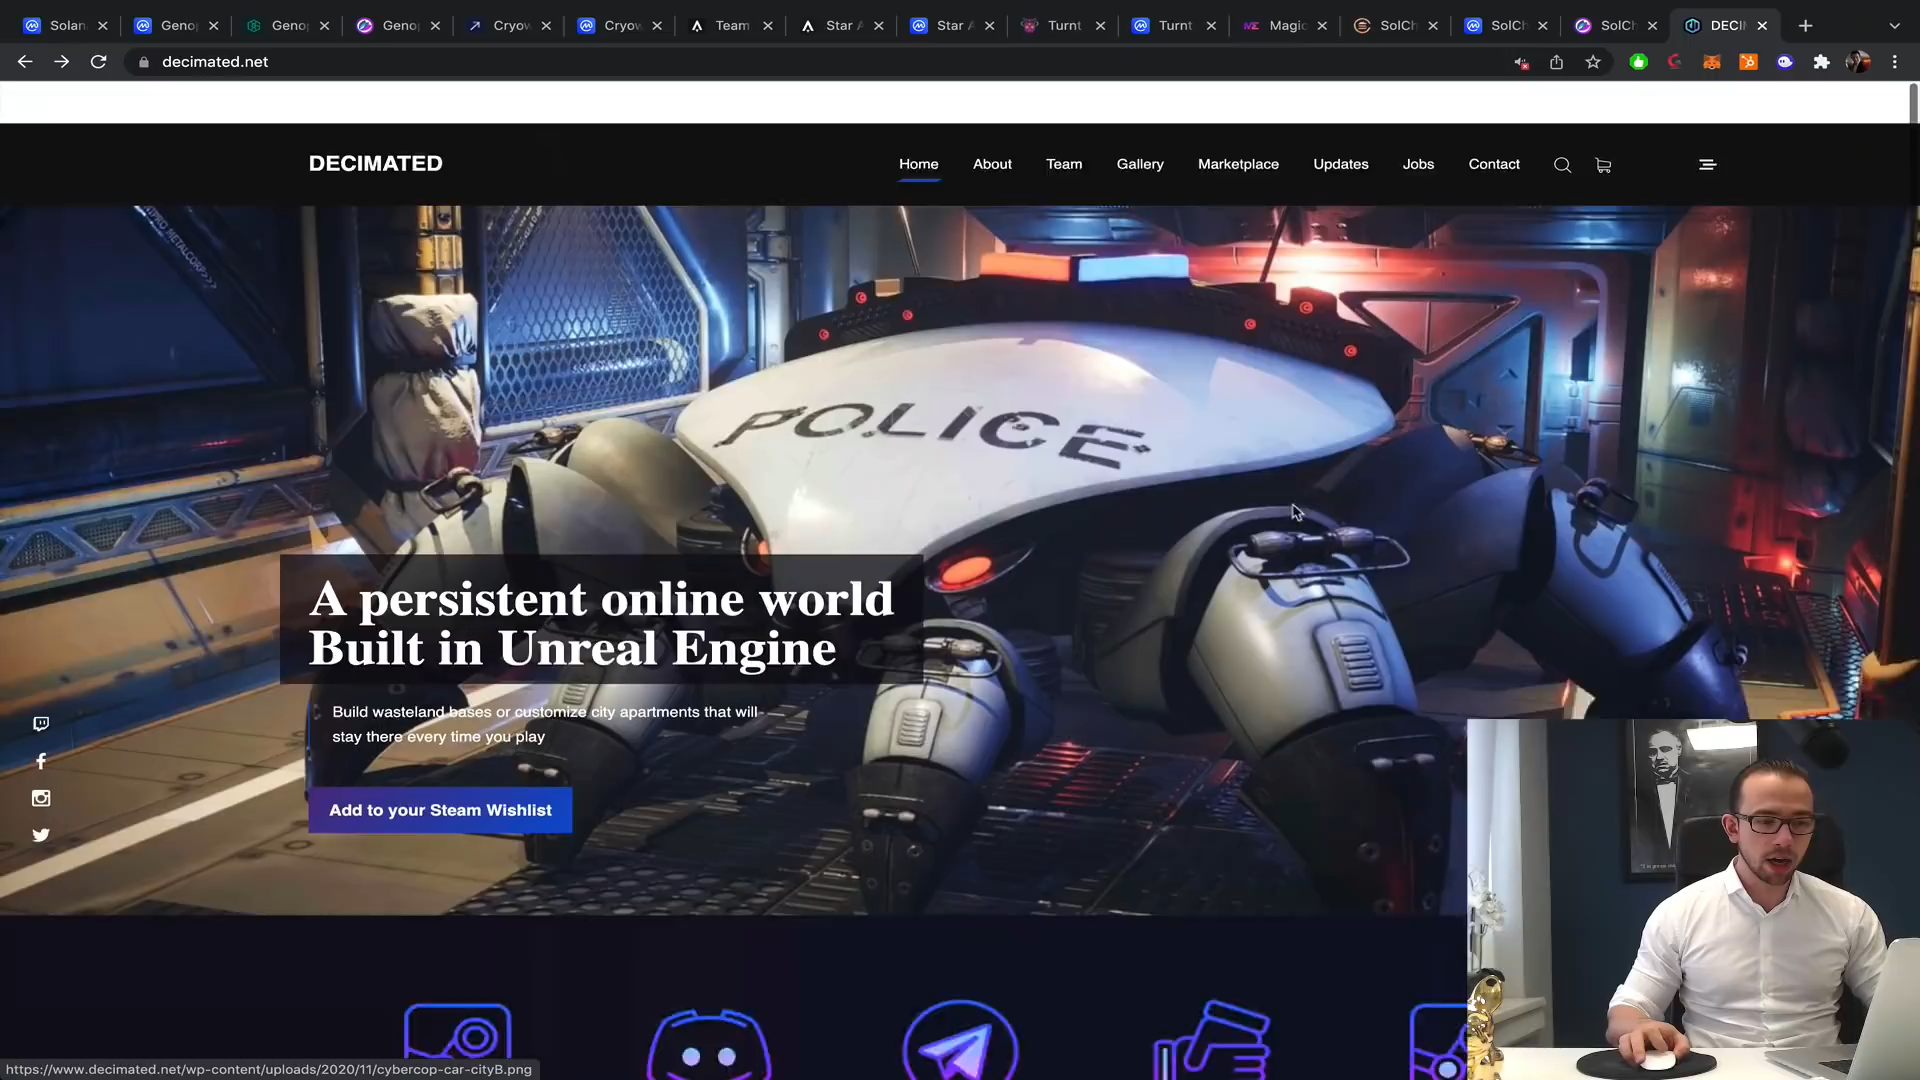 Solan
Genop
Genop
Genop
Cryow
Cryow
Team
Star A
Star A
Turnt
Turnt
Magic
SolCh
SolCh
SolCh
DECI
decimated.net
DECIMATED
Home
About
Team
Gallery
Marketplace
Updates
Jobs
Contact
POLICE
A persistent online world
Built in Unreal Engine
Build wasteland bases or customize city apartments that will
stay there every time you play
Add to your Steam Wishlist
https://www.decimated.net/wp-content/uploads/2020/11/cybercop-car-cityB.png